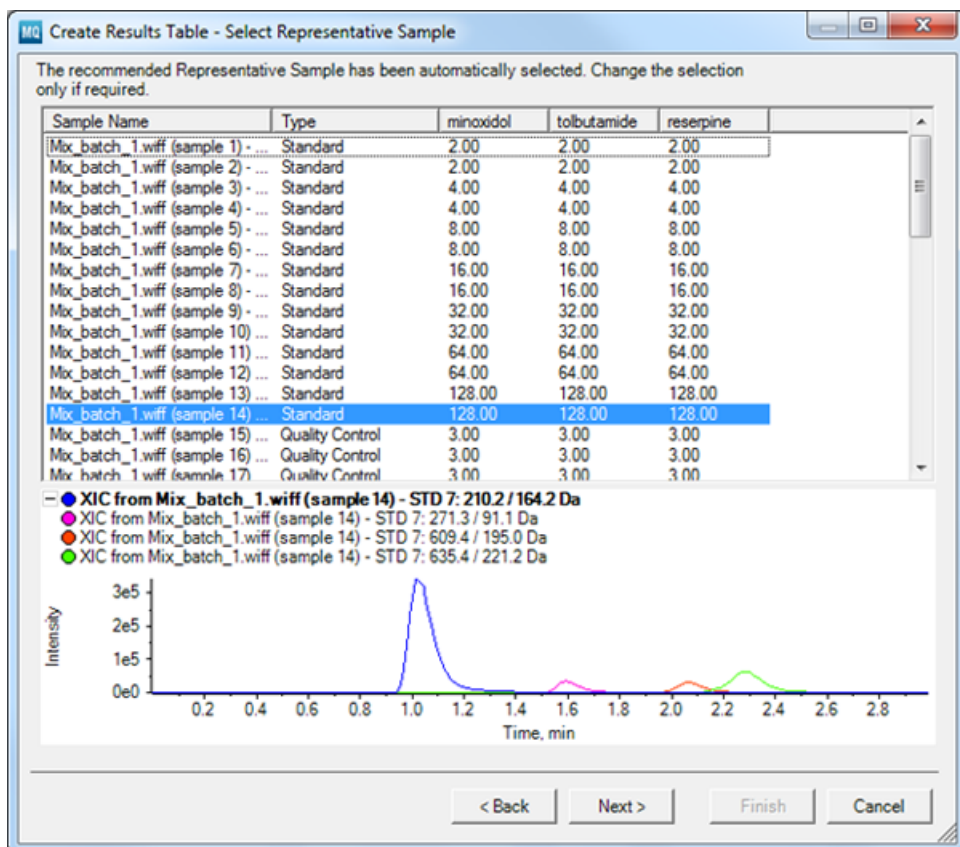 MQ Create Results Table - Select Representative Sample
The recommended Representative Sample has been automatically selected. Change the selection
only if required.
Sample Name Type minoxidol tolbutamide reserpine
Mix_batch_1.wiff (sample 1) - ... Standard 2.00 2.00 2.00
Mix_batch_1.wiff (sample 2) - ... Standard 2.00 2.00 2.00
Mix_batch_1.wiff (sample 3) - ... Standard 4.00 4.00 4.00
Mix_batch_1.wiff (sample 4) - ... Standard 4.00 4.00 4.00
Mix_batch_1.wiff (sample 5) - ... Standard 8.00 8.00 8.00
Mix_batch_1.wiff (sample 6) - ... Standard 8.00 8.00 8.00
Mix_batch_1.wiff (sample 7) - ... Standard 16.00 16.00 16.00
Mix_batch_1.wiff (sample 8) - ... Standard 16.00 16.00 16.00
Mix_batch_1.wiff (sample 9) - ... Standard 32.00 32.00 32.00
Mix_batch_1.wiff (sample 10) ... Standard 32.00 32.00 32.00
Mix_batch_1.wiff (sample 11) ... Standard 64.00 64.00 64.00
Mix_batch_1.wiff (sample 12) ... Standard 64.00 64.00 64.00
Mix_batch_1.wiff (sample 13) ... Standard 128.00 128.00 128.00
Mix_batch_1.wiff (sample 14) ... Standard 128.00 128.00 128.00
Mix_batch_1.wiff (sample 15) ... Quality Control 3.00 3.00 3.00
Mix_batch_1.wiff (sample 16) ... Quality Control 3.00 3.00 3.00
Mix_batch_1.wiff (sample 17) Quality Control 3.00 3.00 3.00
XIC from Mix_batch_1.wiff (sample 14) - STD 7: 210.2 / 164.2 Da
XIC from Mix_batch_1.wiff (sample 14) - STD 7: 271.3 / 91.1 Da
XIC from Mix_batch_1.wiff (sample 14) - STD 7: 609.4 / 195.0 Da
XIC from Mix_batch_1.wiff (sample 14) - STD 7: 635.4 / 221.2 Da
Intensity
3e5
2e5
1e5
0e0
0.2 0.4 0.6 0.8 1.0 1.2 1.4 1.6 1.8 2.0 2.2 2.4 2.6 2.8
Time, min
< Back Next > Finish Cancel